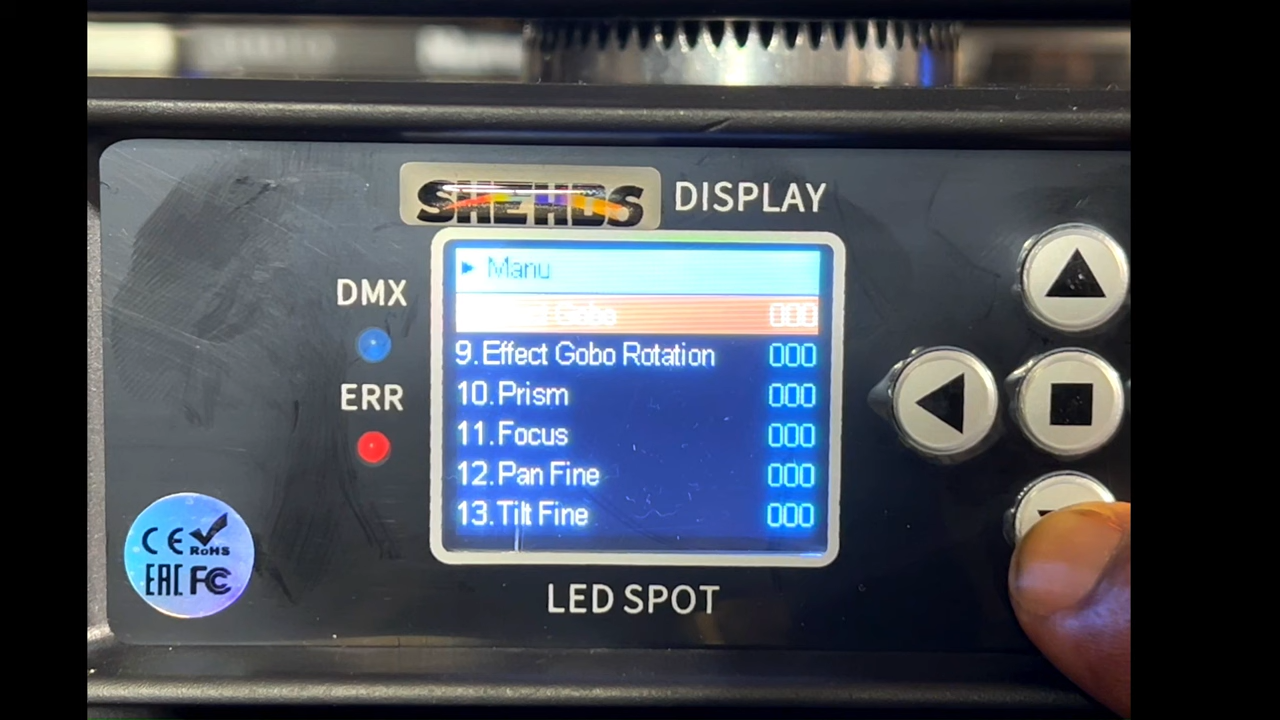 SHEHDS DISPLAY
Manu
Gobo 000
9.Effect Gobo Rotation 000
10.Prism 000
11.Focus 000
12.Pan Fine 000
13.Tilt Fine 000
DMX
ERR
CE RoHS
EAC FC
LED SPOT